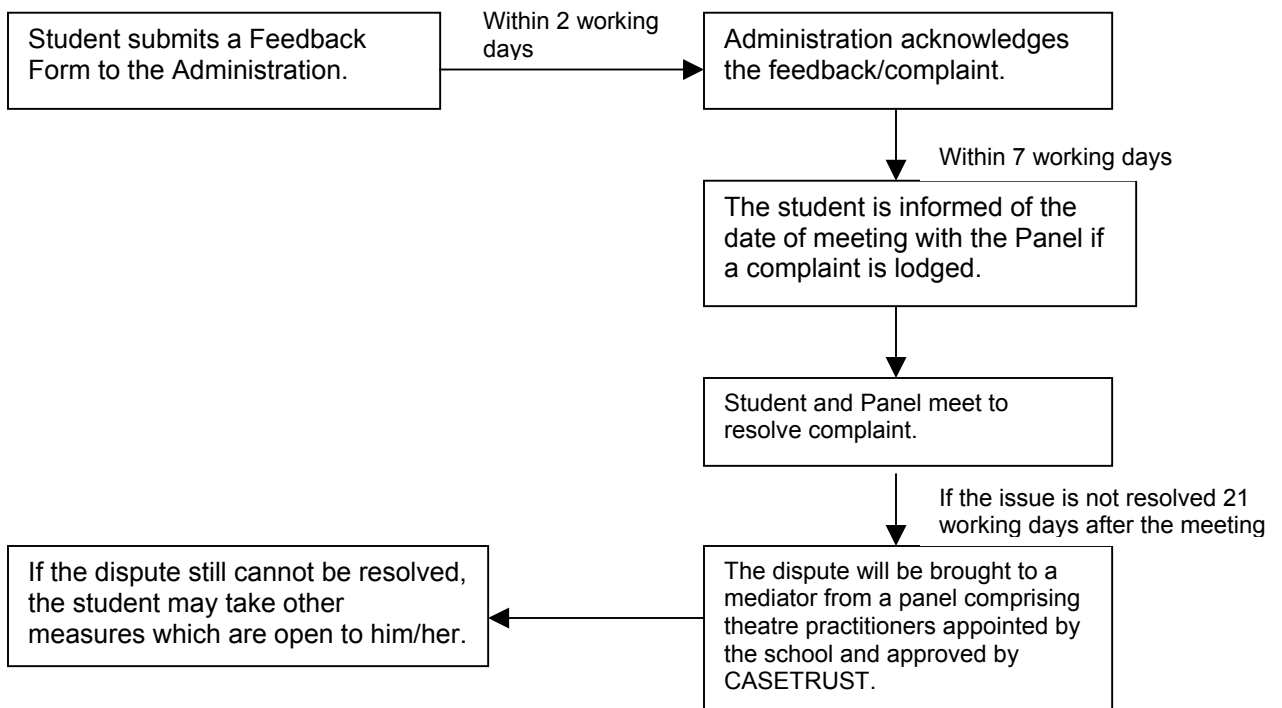 Student submits a Feedback
Form to the Administration.
Within 2 working
days
Administration acknowledges
the feedback/complaint.
Within 7 working days
The student is informed of the
date of meeting with the Panel if
a complaint is lodged.
Student and Panel meet to
resolve complaint.
If the issue is not resolved 21
working days after the meeting
The dispute will be brought to a
mediator from a panel comprising
theatre practitioners appointed by
the school and approved by
CASETRUST.
If the dispute still cannot be resolved,
the student may take other
measures which are open to him/her.